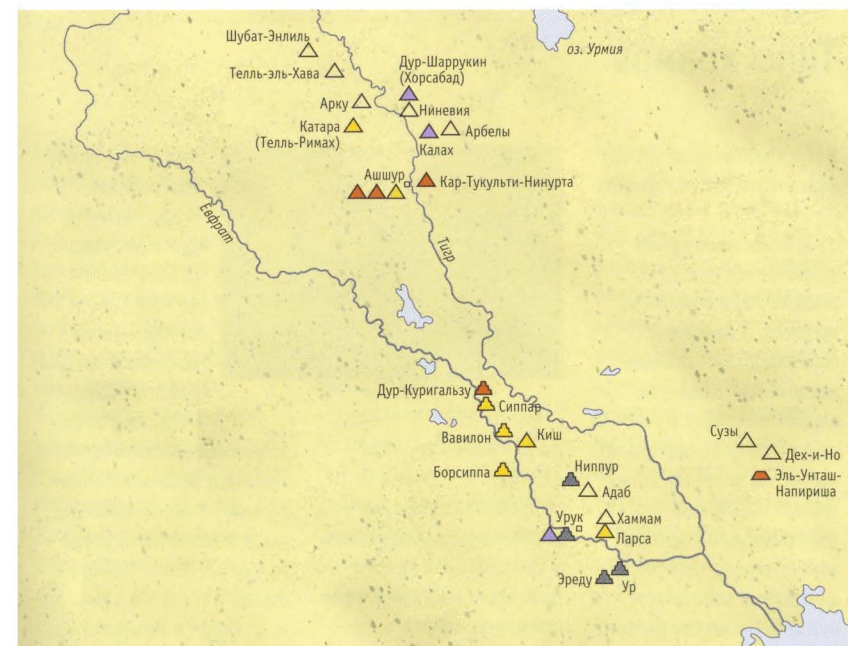 Шубат-Энлиль
оз. Урмия
Телль-эль-Хава
Дур-Шаррукин
(Хорсабад)
Арку
Ниневия
Катара
(Телль-Римах)
Арбелы
Калах
Ашшур
Кар-Тукульти-Нинурта
Евфрат
Тигр
Дур-Куригальзу
Сиппар
Вавилон
Киш
Сузы
Дех-и-Но
Борсиппа
Ниппур
Эль-Унташ-
Напириша
Адаб
Урук
Хаммам
Ларса
Эреду
Ур